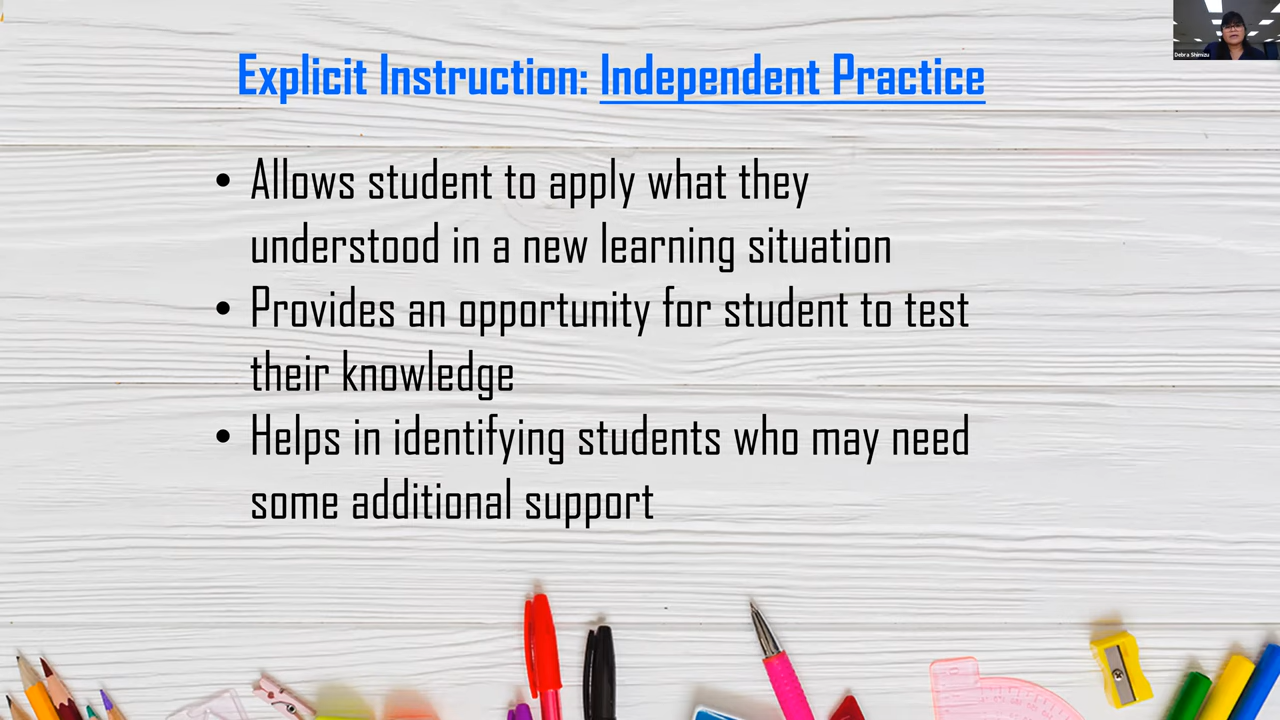 Explicit Instruction: Independent Practice
• Allows student to apply what they
understood in a new learning situation
• Provides an opportunity for student to test
their knowledge
• Helps in identifying students who may need
some additional support
Debra Shimizu